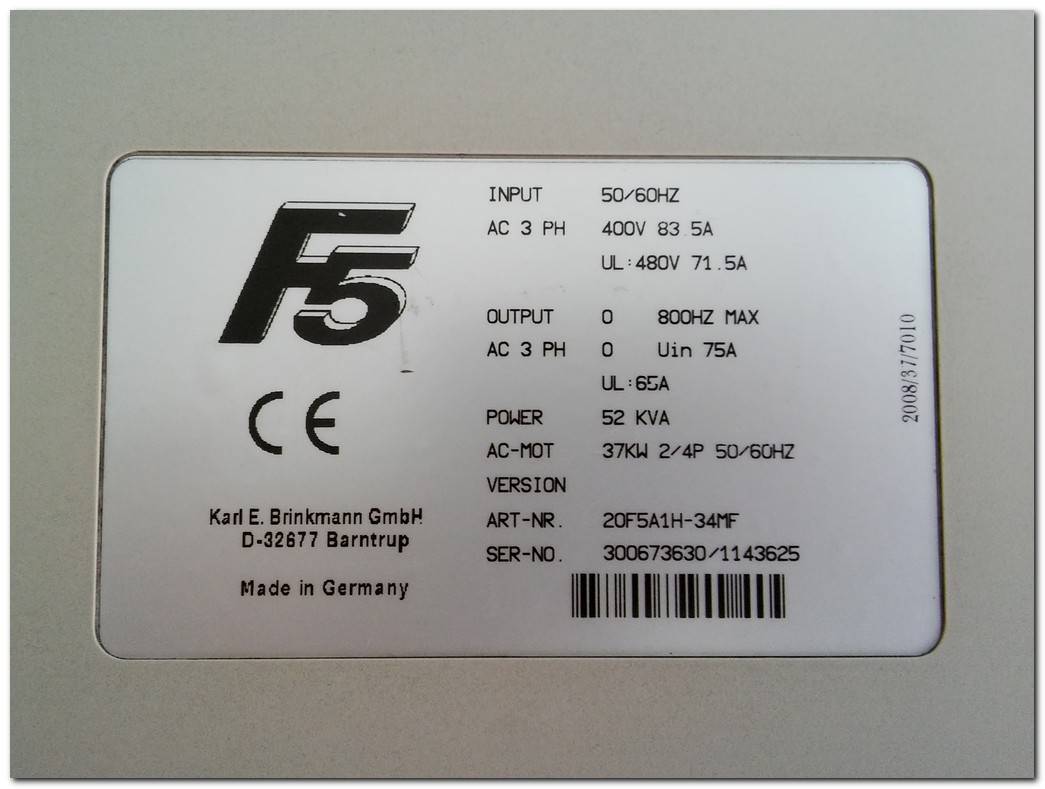 F5
CE
Karl E. Brinkmann GmbH
D-32677 Barntrup
Made in Germany
INPUT 50/60HZ
AC 3 PH 400V 83 5A
UL:480V 71.5A
OUTPUT 0 800HZ MAX
AC 3 PH 0 Uin 75A
UL:65A
POWER 52 KVA
AC-MOT 37KW 2/4P 50/60HZ
VERSION
ART-NR. 20F5A1H-34MF
SER-NO. 300673630/1143625
2008/37/7010